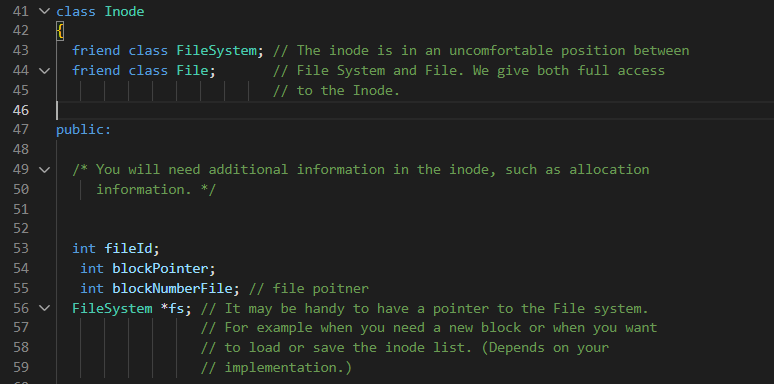 41 class Inode
42 {
43 friend class FileSystem; // The inode is in an uncomfortable position between
44 friend class File; // File System and File. We give both full access
45 // to the Inode.
46
47 public:
48
49 /* You will need additional information in the inode, such as allocation
50 information. */
51
52
53 int fileId;
54 int blockPointer;
55 int blockNumberFile; // file poitner
56 FileSystem *fs; // It may be handy to have a pointer to the File system.
57 // For example when you need a new block or when you want
58 // to load or save the inode list. (Depends on your
59 // implementation.)